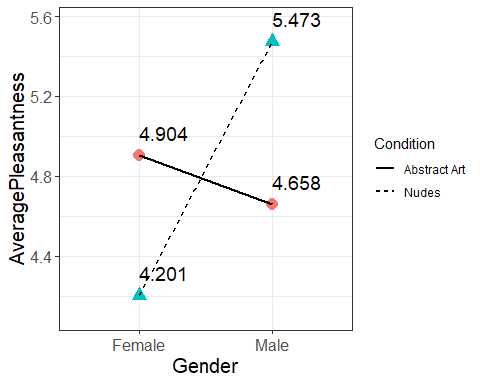 5.6
5.2
4.8
4.4
AveragePleasantness
5.473
4.904
4.658
4.201
Female
Male
Gender
Condition
Abstract Art
Nudes